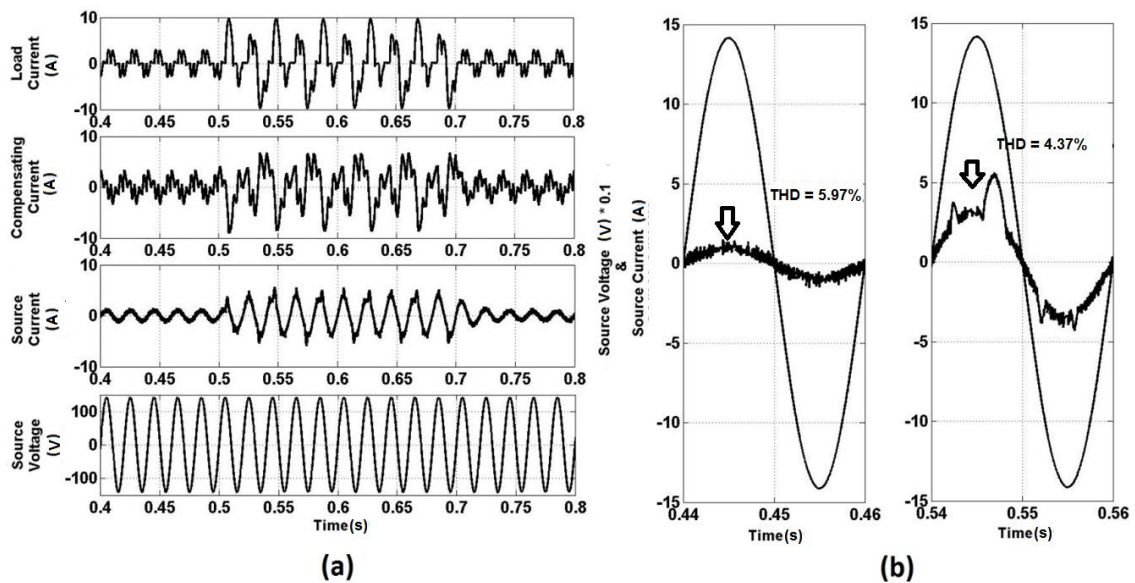 10
0
-10
Load
Current
(A)
0.4 0.45 0.5 0.55 0.6 0.65 0.7 0.75 0.8
10
0
-10
Compensating
Current
(A)
0.4 0.45 0.5 0.55 0.6 0.65 0.7 0.75 0.8
10
0
-10
Source
Current
(A)
0.4 0.45 0.5 0.55 0.6 0.65 0.7 0.75 0.8
100
0
-100
Source
Voltage
(V)
0.4 0.45 0.5 0.55 0.6 0.65 0.7 0.75 0.8
Time(s)
(a)
Source Voltage (V) * 0.1
&
Source Current (A)
15
10
5
0
-5
-10
-15
THD = 5.97%
0.44 0.45 0.46
Time(s)
15
10
5
0
-5
-10
-15
THD = 4.37%
0.54 0.55 0.56
Time(s)
(b)